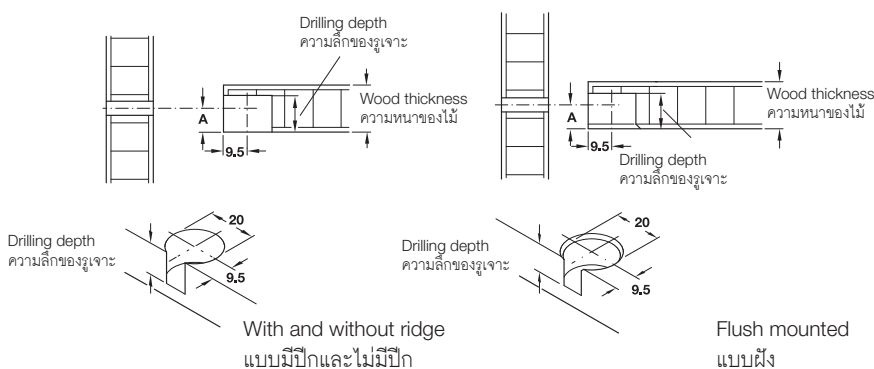 Drilling depth
ความลึกของรูเจาะ
Wood thickness
ความหนาของไม้
A
9.5
Drilling depth
ความลึกของรูเจาะ
20
9.5
With and without ridge
แบบมีปีกและไม่มีปีก
Wood thickness
ความหนาของไม้
A
9.5
Drilling depth
ความลึกของรูเจาะ
Drilling depth
ความลึกของรูเจาะ
20
9.5
Flush mounted
แบบฝัง